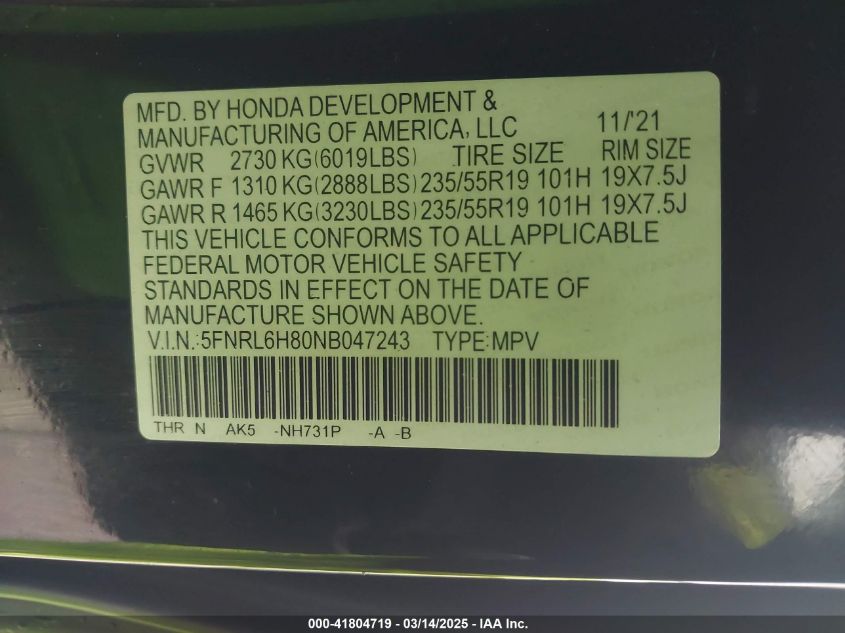 MFD. BY HONDA DEVELOPMENT &
MANUFACTURING OF AMERICA, LLC 11/'21
GVWR 2730 KG(6019LBS) TIRE SIZE RIM SIZE
GAWR F 1310 KG(2888LBS) 235/55R19 101H 19X7.5J
GAWR R 1465 KG(3230LBS) 235/55R19 101H 19X7.5J
THIS VEHICLE CONFORMS TO ALL APPLICABLE
FEDERAL MOTOR VEHICLE SAFETY
STANDARDS IN EFFECT ON THE DATE OF
MANUFACTURE SHOWN ABOVE.
V.I.N.:5FNRL6H80NB047243 TYPE:MPV
THR N AK5 -NH731P -A -B
000-41804719 - 03/14/2025 - IAA Inc.